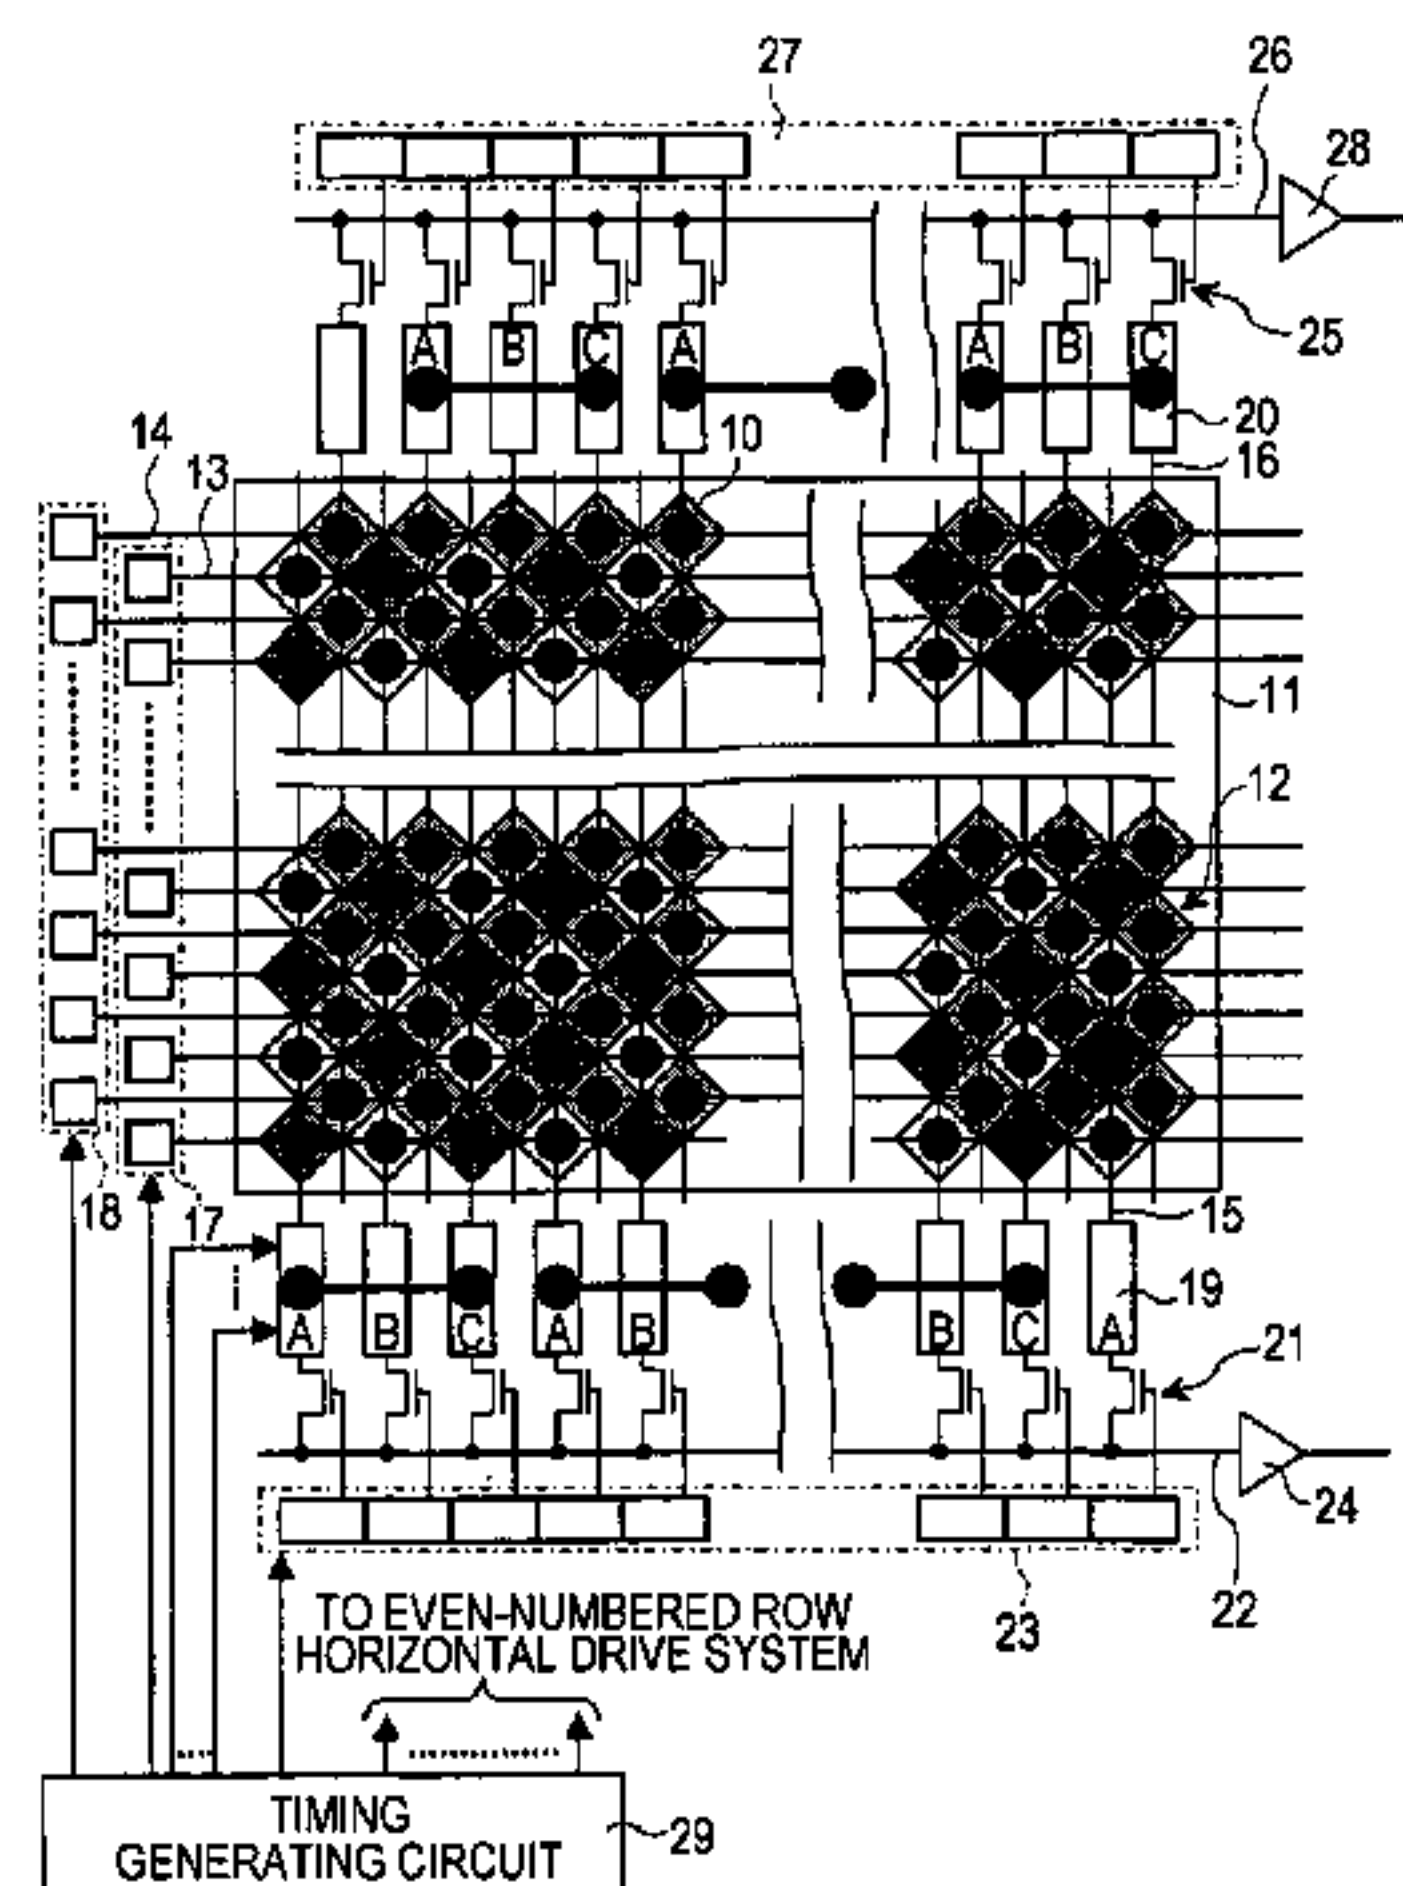 27
26
28
25
A B C A
A B C
20
16
14
13
10
11
12
18
17
15
19
A B C A B
B C A
21
24
22
23
TO EVEN-NUMBERED ROW
HORIZONTAL DRIVE SYSTEM
TIMING
GENERATING CIRCUIT
29